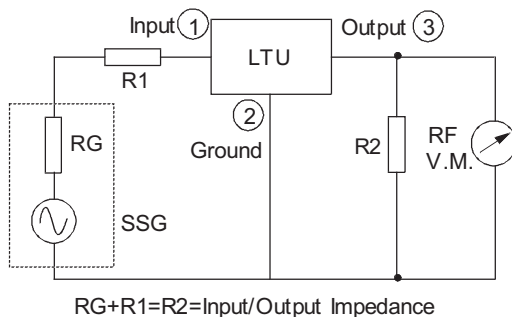 Input 1
Output 3
LTU
R1
2
Ground
RG
R2
RF
V.M.
SSG
RG+R1=R2=Input/Output Impedance